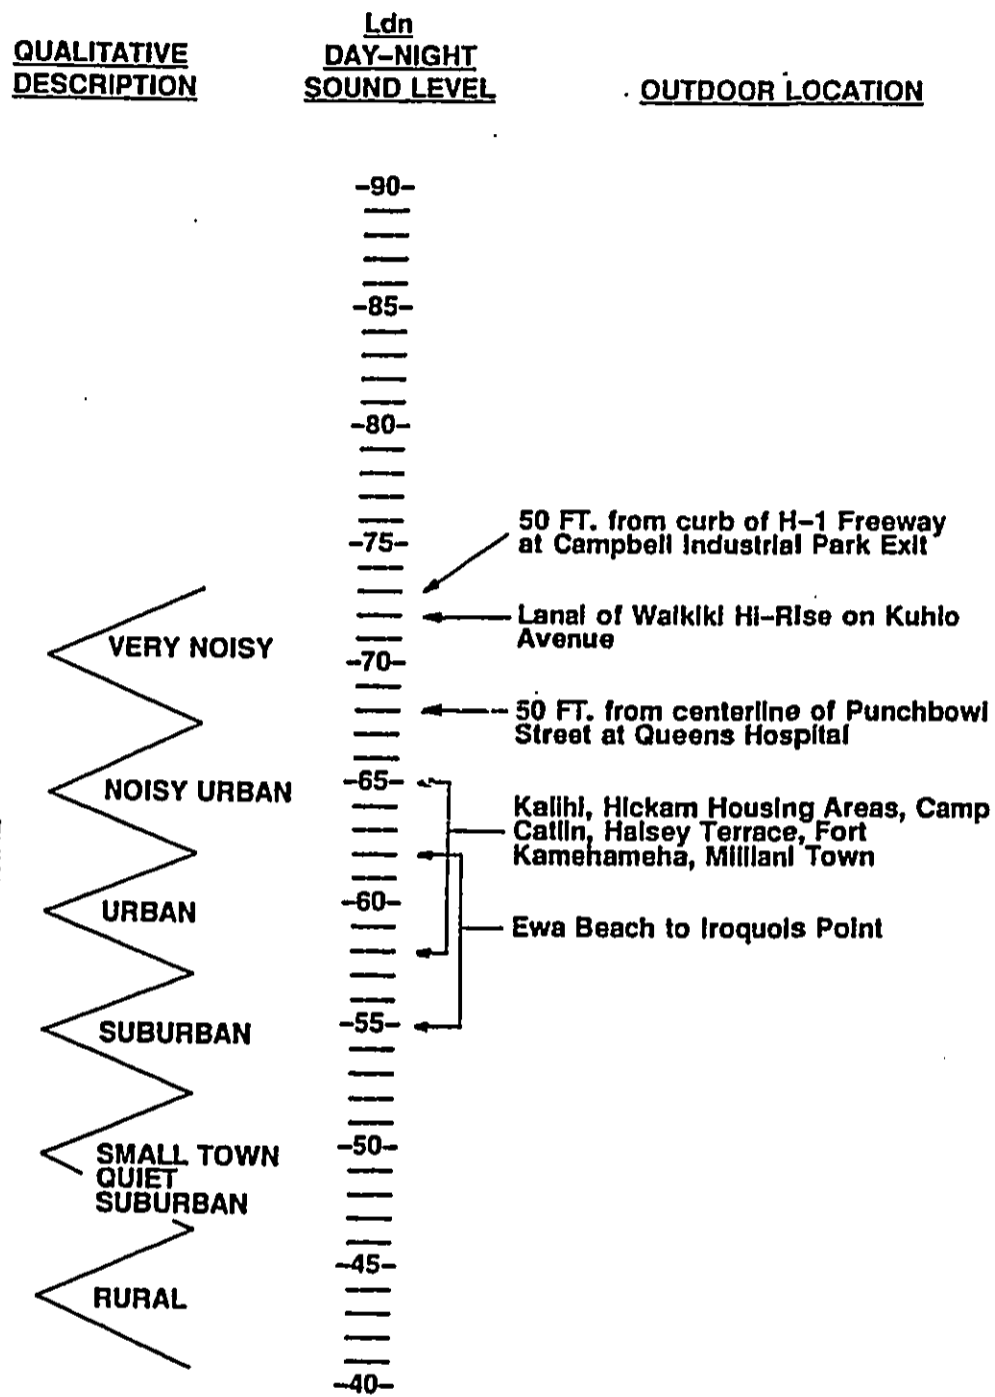 QUALITATIVE
DESCRIPTION
Ldn
DAY-NIGHT
SOUND LEVEL
OUTDOOR LOCATION
-90-
-85-
-80-
-75-
50 FT. from curb of H-1 Freeway
at Campbell Industrial Park Exit
Lanai of Waikiki Hi-Rise on Kuhio
Avenue
VERY NOISY
-70-
50 FT. from centerline of Punchbowl
Street at Queens Hospital
NOISY URBAN
-65-
Kalihi, Hickam Housing Areas, Camp
Catlin, Halsey Terrace, Fort
Kamehameha, Mililani Town
URBAN
-60-
Ewa Beach to Iroquois Point
SUBURBAN
-55-
SMALL TOWN
QUIET
SUBURBAN
-50-
-45-
RURAL
-40-